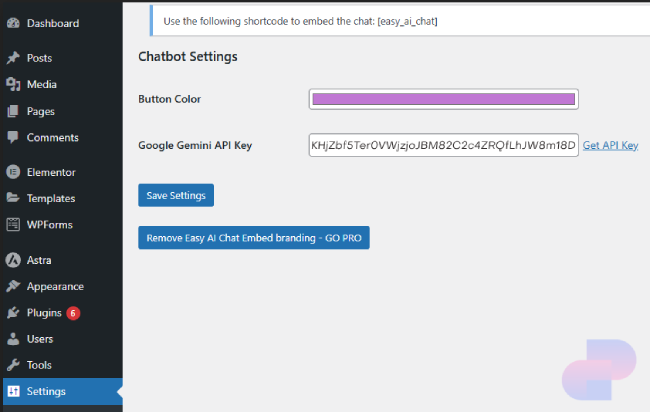 Use the following shortcode to embed the chat: [easy_ai_chat]
Dashboard
Posts
Media
Pages
Comments
Elementor
Templates
WPForms
Astra
Appearance
Plugins 6
Users
Tools
Settings
Chatbot Settings
Button Color
Google Gemini API Key KHjZbf5Ter0VWjzjoJBM82C2c4ZRQfLhJW8m18D Get API Key
Save Settings
Remove Easy AI Chat Embed branding - GO PRO